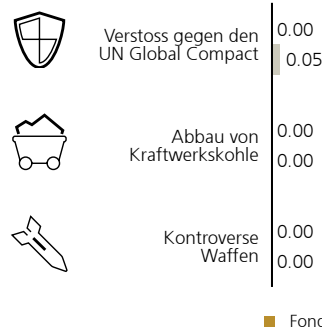 Verstoss gegen den
UN Global Compact
0.00
0.05
Abbau von
Kraftwerkskohle
0.00
0.00
Kontroverse
Waffen
0.00
0.00